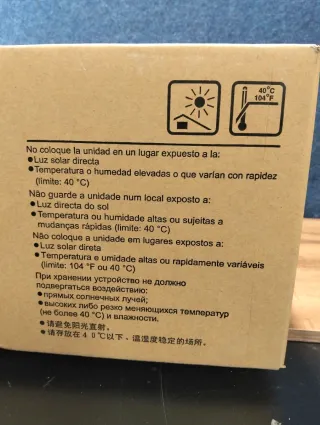 40°C
104°F
No coloque la unidad en un lugar expuesto a la:
●Luz solar directa
●Temperatura o humedad elevadas o que varían con rapidez
(límite: 40 °C)
Não guarde a unidade num local exposto a:
●Luz directa do sol
●Temperatura ou humidade altas ou sujeitas a
mudanças rápidas (limite: 40 °C)
Não coloque a unidade em lugares expostos a:
●Luz solar direta
●Temperatura e umidade altas ou rapidamente variáveis
(limite: 104 °F ou 40 °C)
При хранении устройство не должно
подвергаться воздействию:
●прямых солнечных лучей;
●высоких либо резко меняющихся температур
(не более 40 °C) и влажности.
●请避免阳光直射。
●请存放在40℃以下、温湿度稳定的场所。